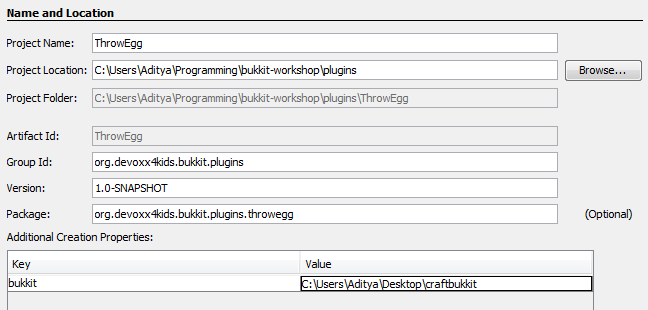 Name and Location
Project Name: ThrowEgg
Project Location: C:\Users\Aditya\Programming\bukkit-workshop\plugins Browse...
Project Folder: C:\Users\Aditya\Programming\bukkit-workshop\plugins\ThrowEgg
Artifact Id: ThrowEgg
Group Id: org.devoxx4kids.bukkit.plugins
Version: 1.0-SNAPSHOT
Package: org.devoxx4kids.bukkit.plugins.throwegg (Optional)
Additional Creation Properties:
Key Value
bukkit C:\Users\Aditya\Desktop\craftbukkit